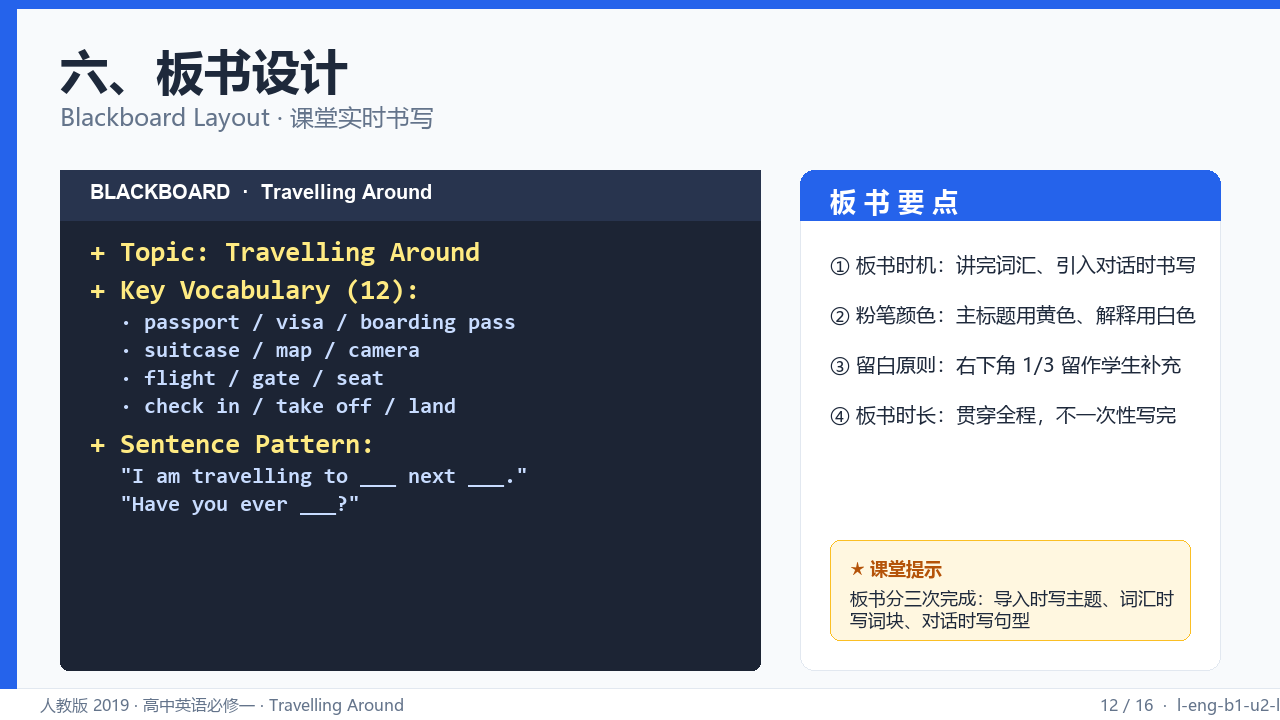 六、板书设计
Blackboard Layout · 课堂实时书写
BLACKBOARD · Travelling Around
+ Topic: Travelling Around
+ Key Vocabulary (12):
· passport / visa / boarding pass
· suitcase / map / camera
· flight / gate / seat
· check in / take off / land
+ Sentence Pattern:
"I am travelling to ___ next ___."
"Have you ever ___?"
板 书 要 点
① 板书时机：讲完词汇、引入对话时书写
② 粉笔颜色：主标题用黄色、解释用白色
③ 留白原则：右下角 1/3 留作学生补充
④ 板书时长：贯穿全程，不一次性写完
★ 课堂提示
板书分三次完成：导入时写主题、词汇时
写词块、对话时写句型
人教版 2019 · 高中英语必修一 · Travelling Around
12 / 16 · l-eng-b1-u2-l